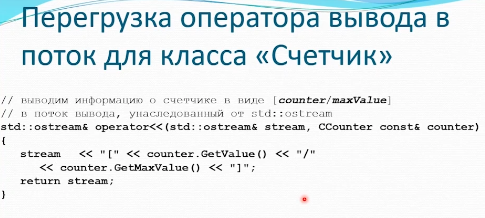 Перегрузка оператора вывода в
поток для класса «Счетчик»
// выводим информацию о счетчике в виде [counter/maxValue]
// в поток вывода, унаследованный от std::ostream
std::ostream& operator<<(std::ostream& stream, CCounter const& counter)
{
stream << "[" << counter.GetValue() << "/"
<< counter.GetMaxValue() << "]";
return stream;
}